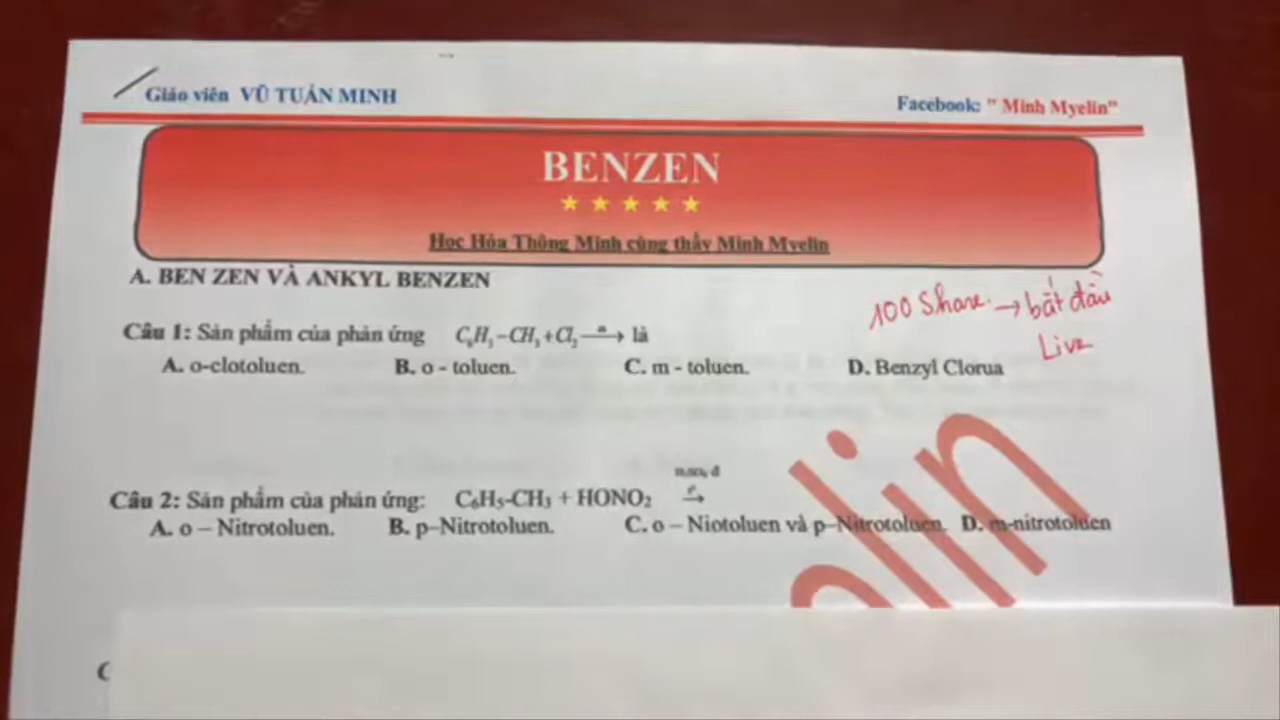 Giáo viên VŨ TUẤN MINH
Facebook: " Minh Myelin"
BENZEN
Học Hóa Thông Minh cùng thầy Minh Myelin
A. BEN ZEN VÀ ANKYL BENZEN
100 Share → bắt đầu
Live
Câu 1: Sản phẩm của phản ứng C₆H₅-CH₃+Cl₂ → là
A. o-clotoluen. B. o - toluen. C. m - toluen. D. Benzyl Clorua
Câu 2: Sản phẩm của phản ứng: C₆H₅-CH₃ + HONO₂ →
A. o – Nitrotoluen. B. p–Nitrotoluen. C. o – Niotoluen và p–Nitrotoluen. D. m-nitrotoluen
lin